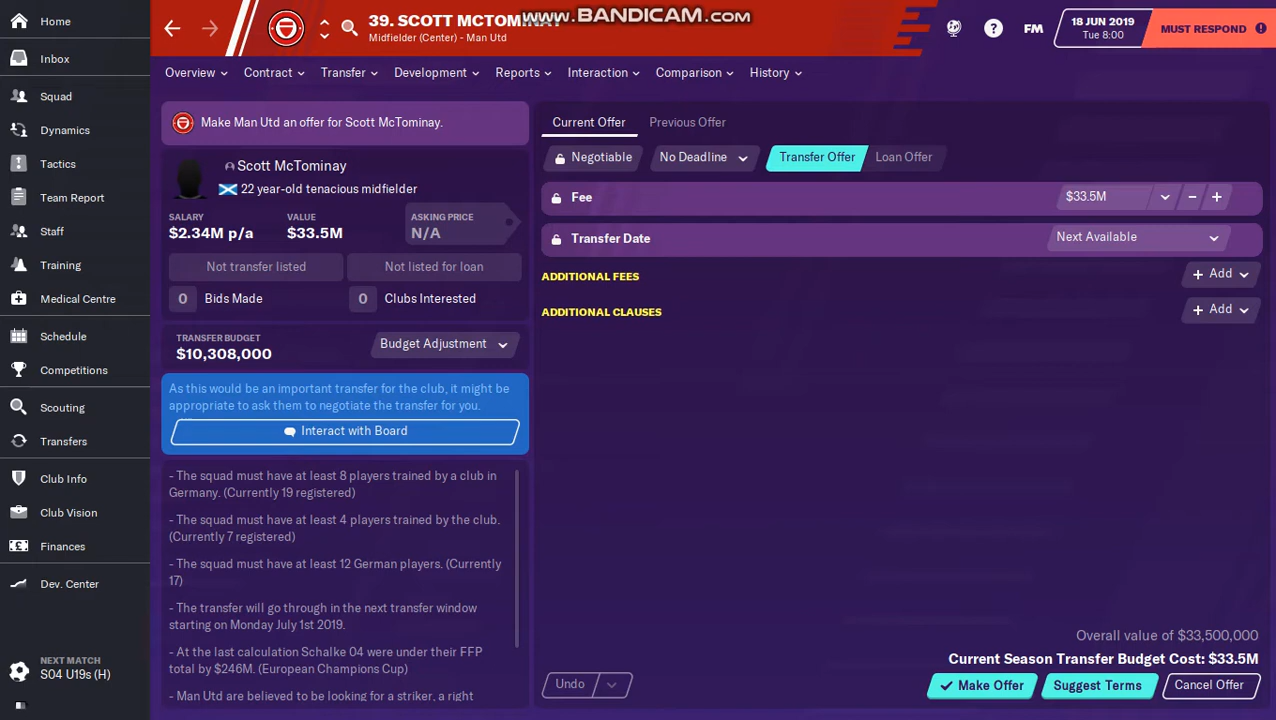 Home
Inbox
Squad
Dynamics
Tactics
Team Report
Staff
Training
Medical Centre
Schedule
Competitions
Scouting
Transfers
Club Info
Club Vision
Finances
Dev. Center
NEXT MATCH
S04 U19s (H)
39. SCOTT MCTOMINAY
www.BANDICAM.com
Midfielder (Center) - Man Utd
?
FM
18 JUN 2019
Tue 8:00
MUST RESPOND
Overview
Contract
Transfer
Development
Reports
Interaction
Comparison
History
Make Man Utd an offer for Scott McTominay.
Scott McTominay
22 year-old tenacious midfielder
SALARY
$2.34M p/a
VALUE
$33.5M
ASKING PRICE
N/A
Not transfer listed
Not listed for loan
0 Bids Made
0 Clubs Interested
TRANSFER BUDGET
$10,308,000
Budget Adjustment
As this would be an important transfer for the club, it might be
appropriate to ask them to negotiate the transfer for you.
Interact with Board
- The squad must have at least 8 players trained by a club in
Germany. (Currently 19 registered)
- The squad must have at least 4 players trained by the club.
(Currently 7 registered)
- The squad must have at least 12 German players. (Currently
17)
- The transfer will go through in the next transfer window
starting on Monday July 1st 2019.
- At the last calculation Schalke 04 were under their FFP
total by $246M. (European Champions Cup)
- Man Utd are believed to be looking for a striker, a right
Current Offer
Previous Offer
Negotiable
No Deadline
Transfer Offer
Loan Offer
Fee
$33.5M
Transfer Date
Next Available
ADDITIONAL FEES
+ Add
ADDITIONAL CLAUSES
+ Add
Overall value of $33,500,000
Current Season Transfer Budget Cost: $33.5M
Undo
Make Offer
Suggest Terms
Cancel Offer